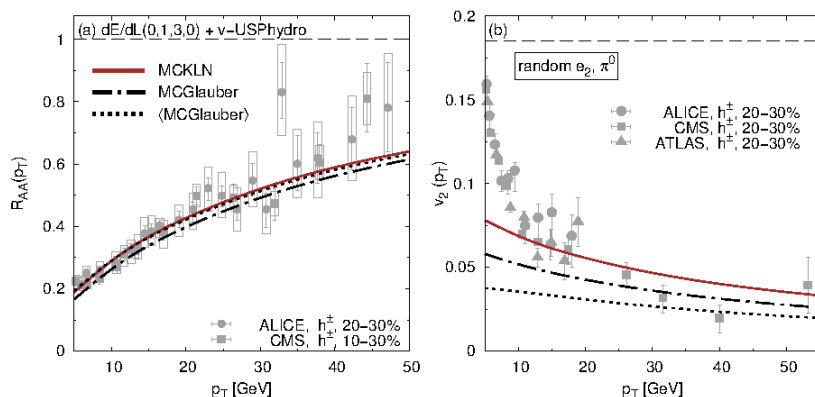 (a) dE/dL(0,1,3,0) + v-USPhydro
MCKLN
MCGlauber
⟨MCGlauber⟩
ALICE, h±, 20-30%
CMS, h±, 10-30%
R_AA(p_T)
0
0.2
0.4
0.6
0.8
1
10
20
30
40
50
p_T [GeV]
(b)
random e_2, π^0
ALICE, h±, 20-30%
CMS, h±, 20-30%
ATLAS, h±, 20-30%
v_2 (p_T)
0
0.05
0.1
0.15
0.2
10
20
30
40
50
p_T [GeV]